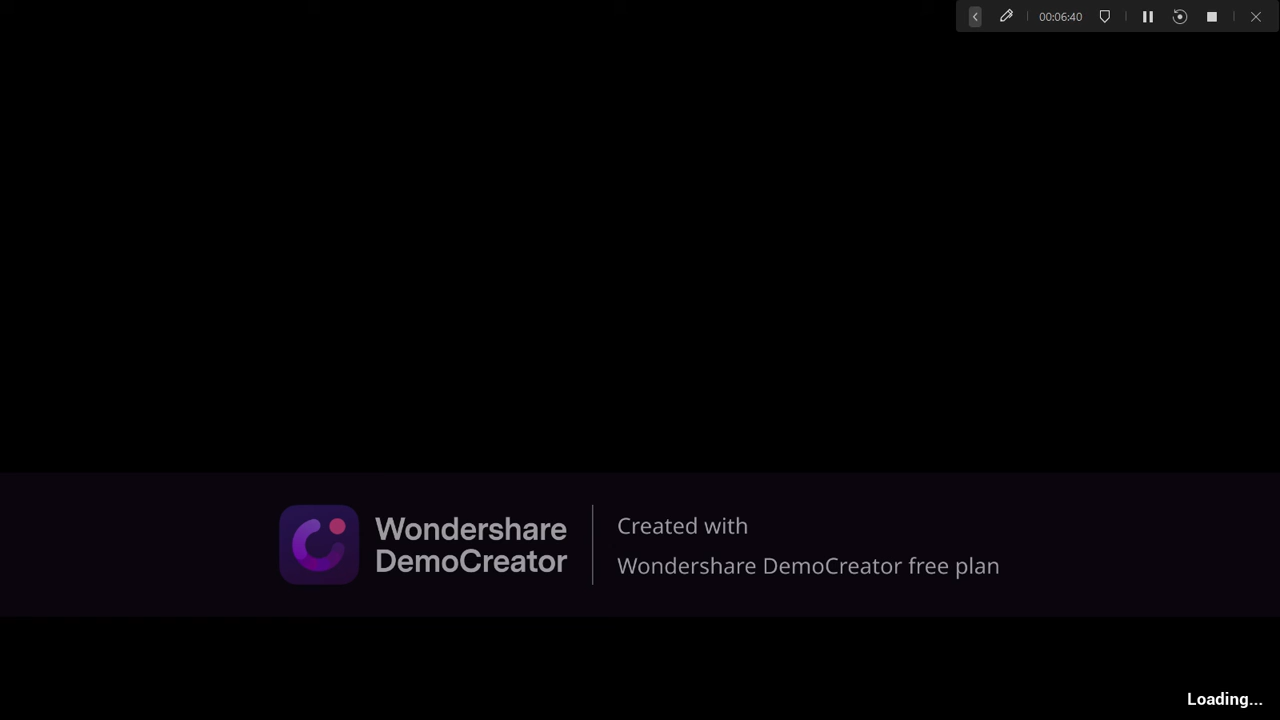 00:06:40
Wondershare
DemoCreator
Created with
Wondershare DemoCreator free plan
Loading...